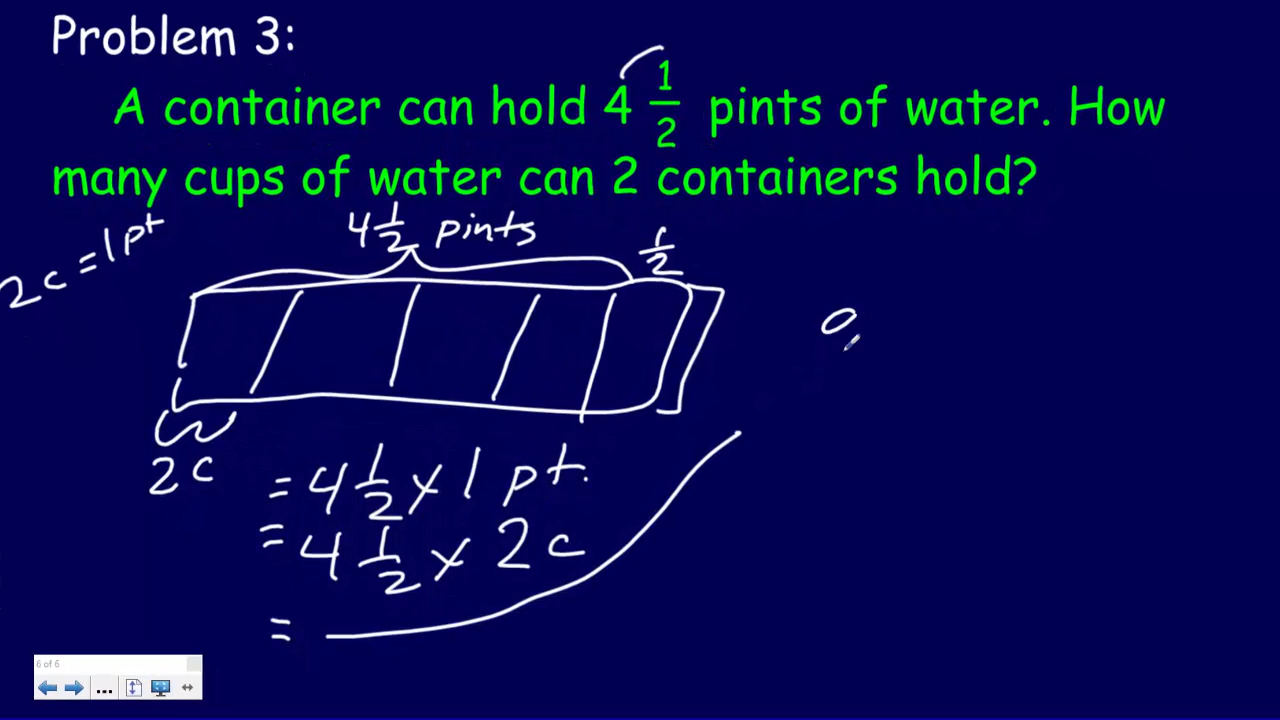 Problem 3:
A container can hold 4 1/2 pints of water. How
many cups of water can 2 containers hold?
2c = 1pt
4 1/2 pints
1/2
2c
= 4 1/2 x 1 pt.
= 4 1/2 x 2c
=
6 of 6
...